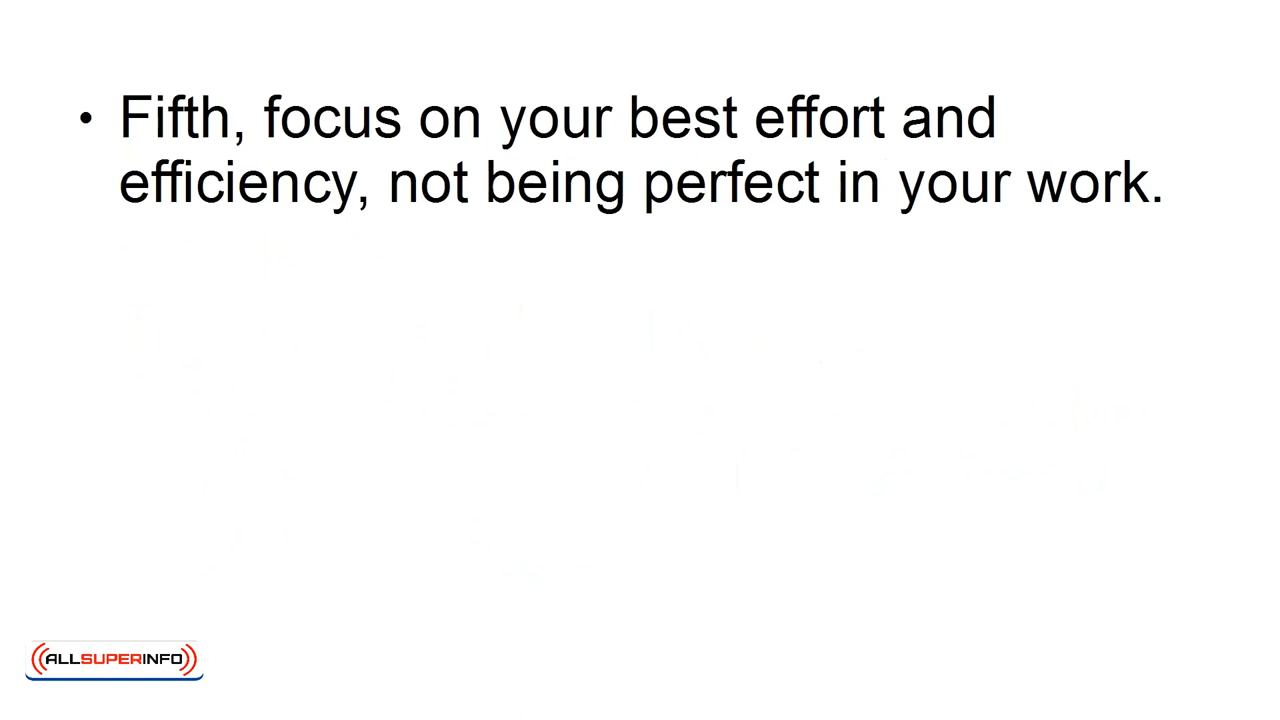 • Fifth, focus on your best effort and
efficiency, not being perfect in your work.
ALLSUPERINFO